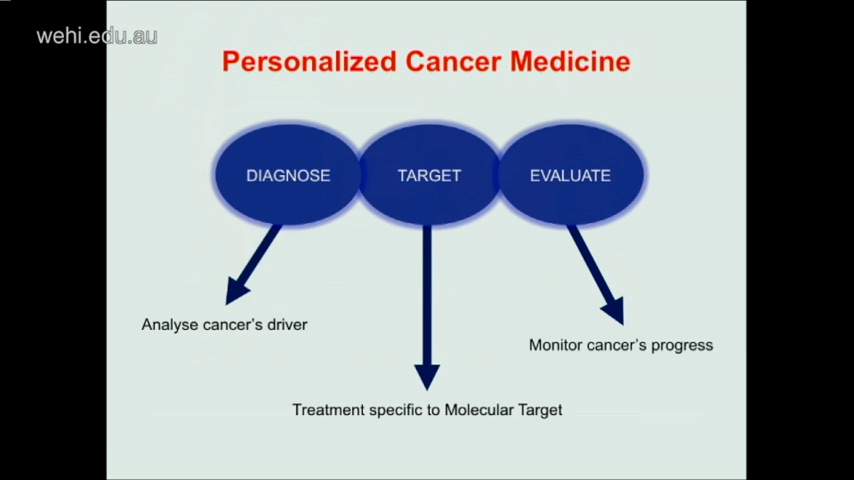 wehi.edu.au
Personalized Cancer Medicine
DIAGNOSE
TARGET
EVALUATE
Analyse cancer's driver
Monitor cancer's progress
Treatment specific to Molecular Target